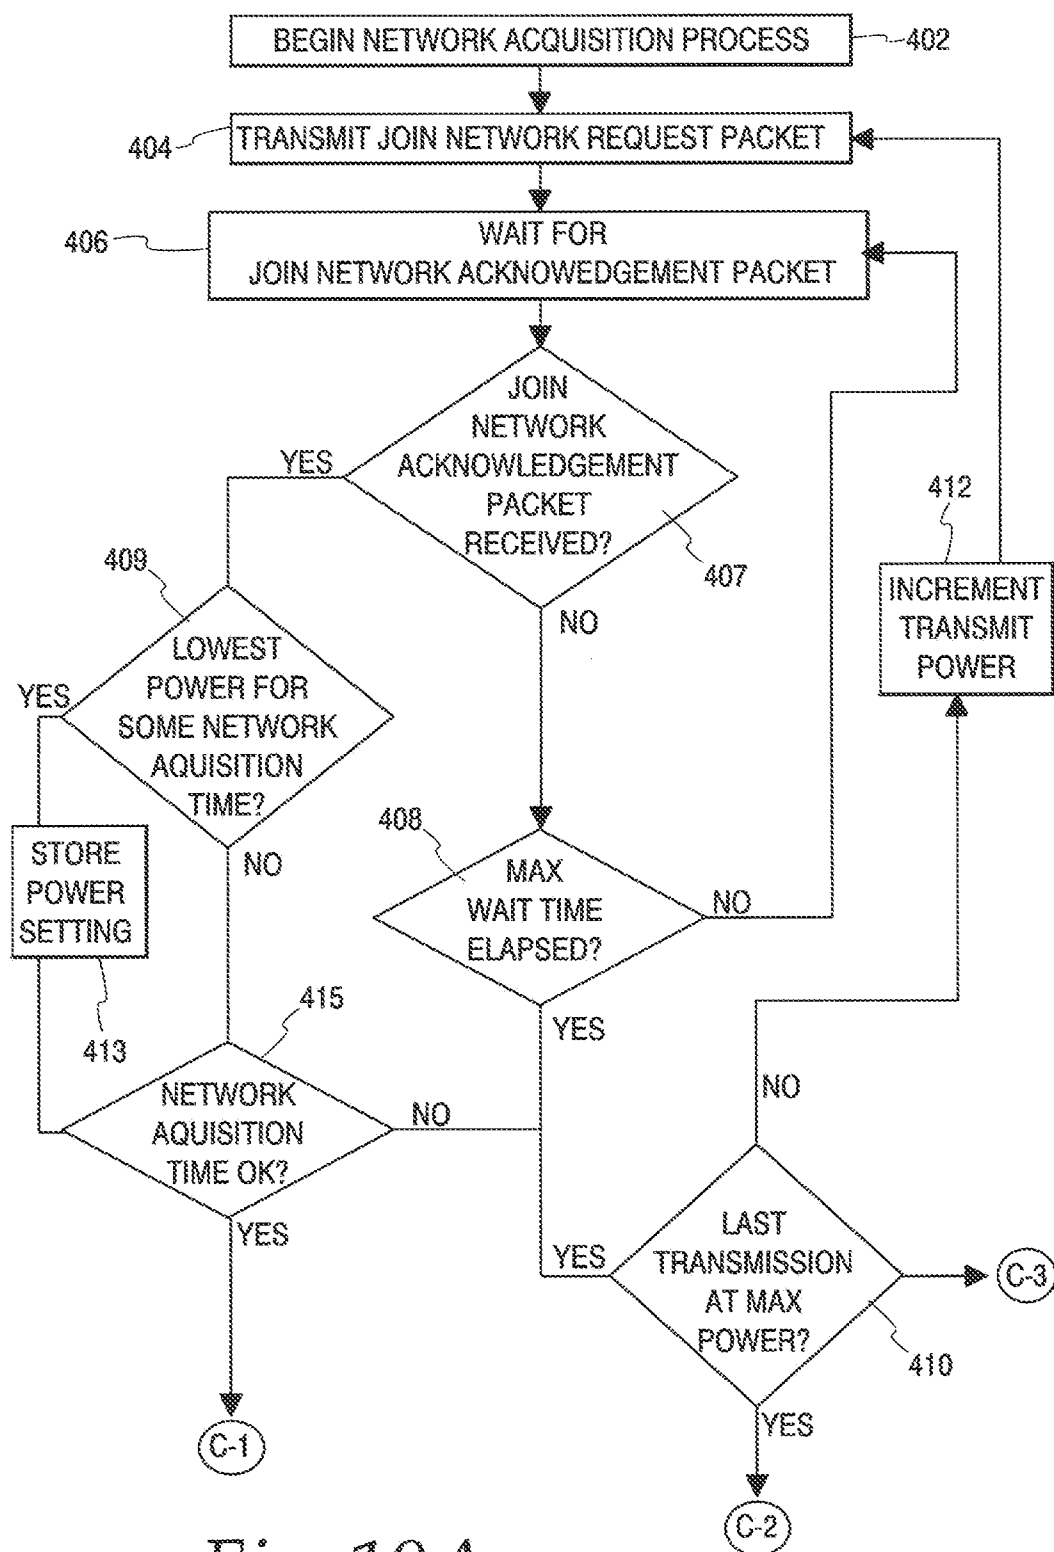 BEGIN NETWORK ACQUISITION PROCESS
402
404
TRANSMIT JOIN NETWORK REQUEST PACKET
406
WAIT FOR
JOIN NETWORK ACKNOWEDGEMENT PACKET
JOIN
NETWORK
ACKNOWLEDGEMENT
PACKET
RECEIVED?
YES
407
NO
412
INCREMENT
TRANSMIT
POWER
409
LOWEST
POWER FOR
SOME NETWORK
AQUISITION
TIME?
YES
NO
STORE
POWER
SETTING
413
408
MAX
WAIT TIME
ELAPSED?
NO
YES
415
NETWORK
AQUISITION
TIME OK?
NO
YES
NO
YES
LAST
TRANSMISSION
AT MAX
POWER?
410
C-3
YES
C-1
C-2